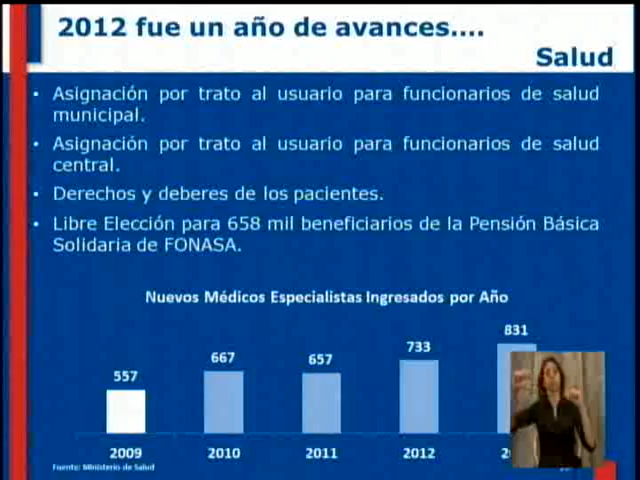 2012 fue un año de avances....
Salud
• Asignación por trato al usuario para funcionarios de salud
municipal.
• Asignación por trato al usuario para funcionarios de salud
central.
• Derechos y deberes de los pacientes.
• Libre Elección para 658 mil beneficiarios de la Pensión Básica
Solidaria de FONASA.
Nuevos Médicos Especialistas Ingresados por Año
557
667
657
733
831
2009
2010
2011
2012
Fuente: Ministerio de Salud